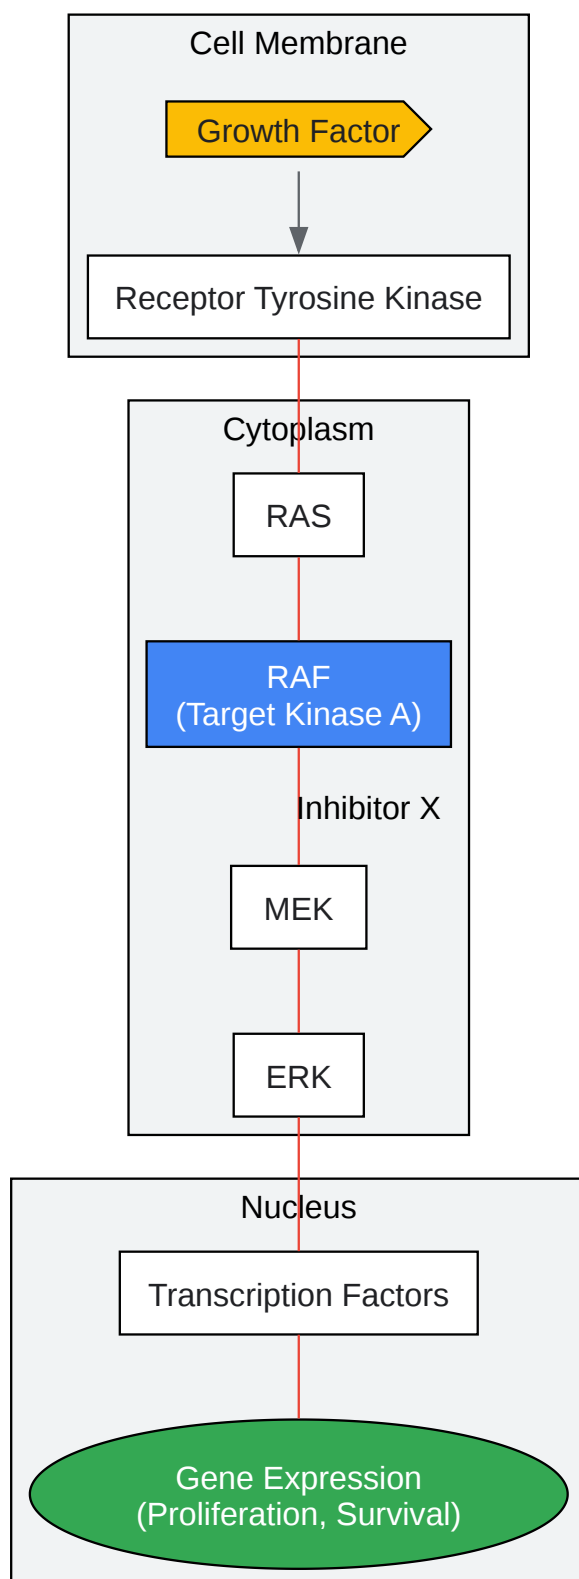 Cell Membrane
Growth Factor
Receptor Tyrosine Kinase
Cytoplasm
RAS
RAF
(Target Kinase A)
Inhibitor X
MEK
ERK
Nucleus
Transcription Factors
Gene Expression
(Proliferation, Survival)